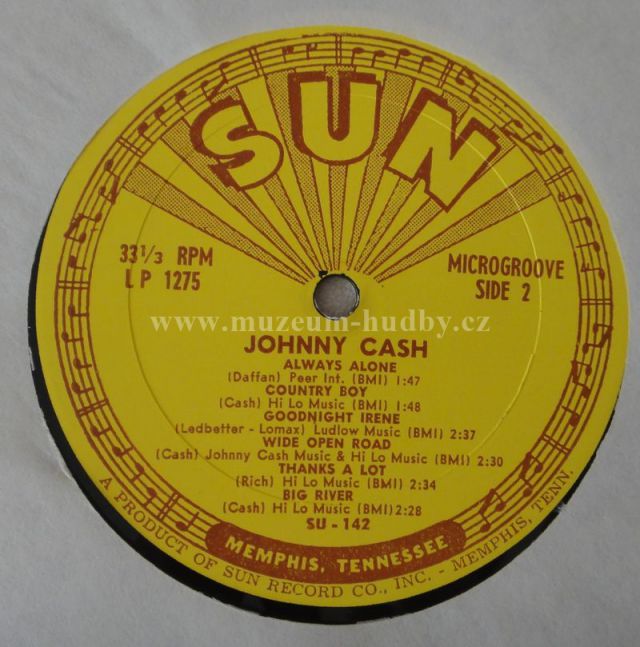 SUN
33 1/3 RPM
LP 1275
MICROGROOVE
SIDE 2
www.muzeum-hudby.cz
JOHNNY CASH
ALWAYS ALONE
(Daffan) Peer Int. (BMI) 1:47
COUNTRY BOY
(Cash) Hi Lo Music (BMI) 1:48
GOODNIGHT IRENE
(Ledbetter - Lomax) Ludlow Music (BMI) 2:37
WIDE OPEN ROAD
(Cash) Johnny Cash Music & Hi Lo Music (BMI) 2:30
THANKS A LOT
(Rich) Hi Lo Music (BMI) 2:34
BIG RIVER
(Cash) Hi Lo Music (BMI) 2:28
SU - 142
MEMPHIS, TENNESSEE
A PRODUCT OF SUN RECORD CO., INC. - MEMPHIS, TENN.